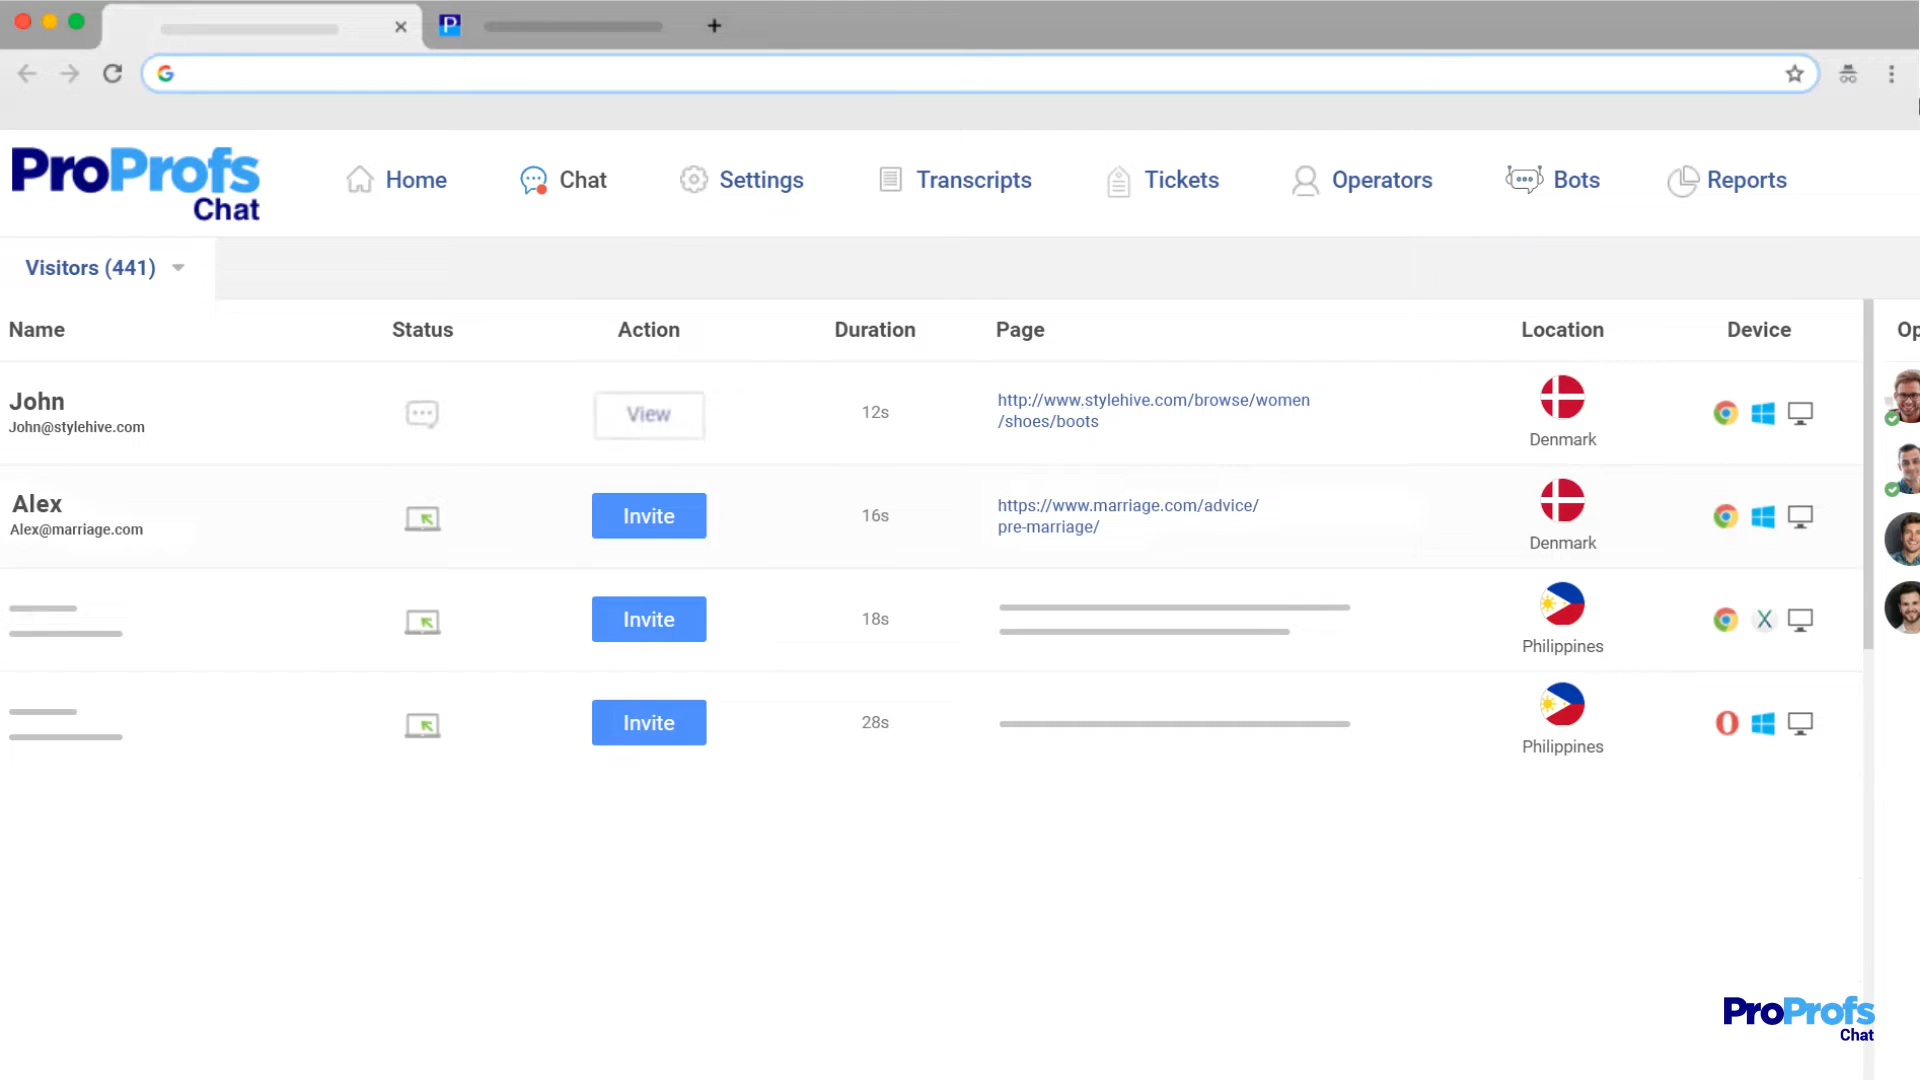 P
ProProfs
Chat
Home
Chat
Settings
Transcripts
Tickets
Operators
Bots
Reports
Visitors (441)
Name
Status
Action
Duration
Page
Location
Device
Op
John
John@stylehive.com
View
12s
http://www.stylehive.com/browse/women
/shoes/boots
Denmark
Alex
Alex@marriage.com
Invite
16s
https://www.marriage.com/advice/
pre-marriage/
Denmark
Invite
18s
Philippines
X
Invite
28s
Philippines
ProProfs
Chat